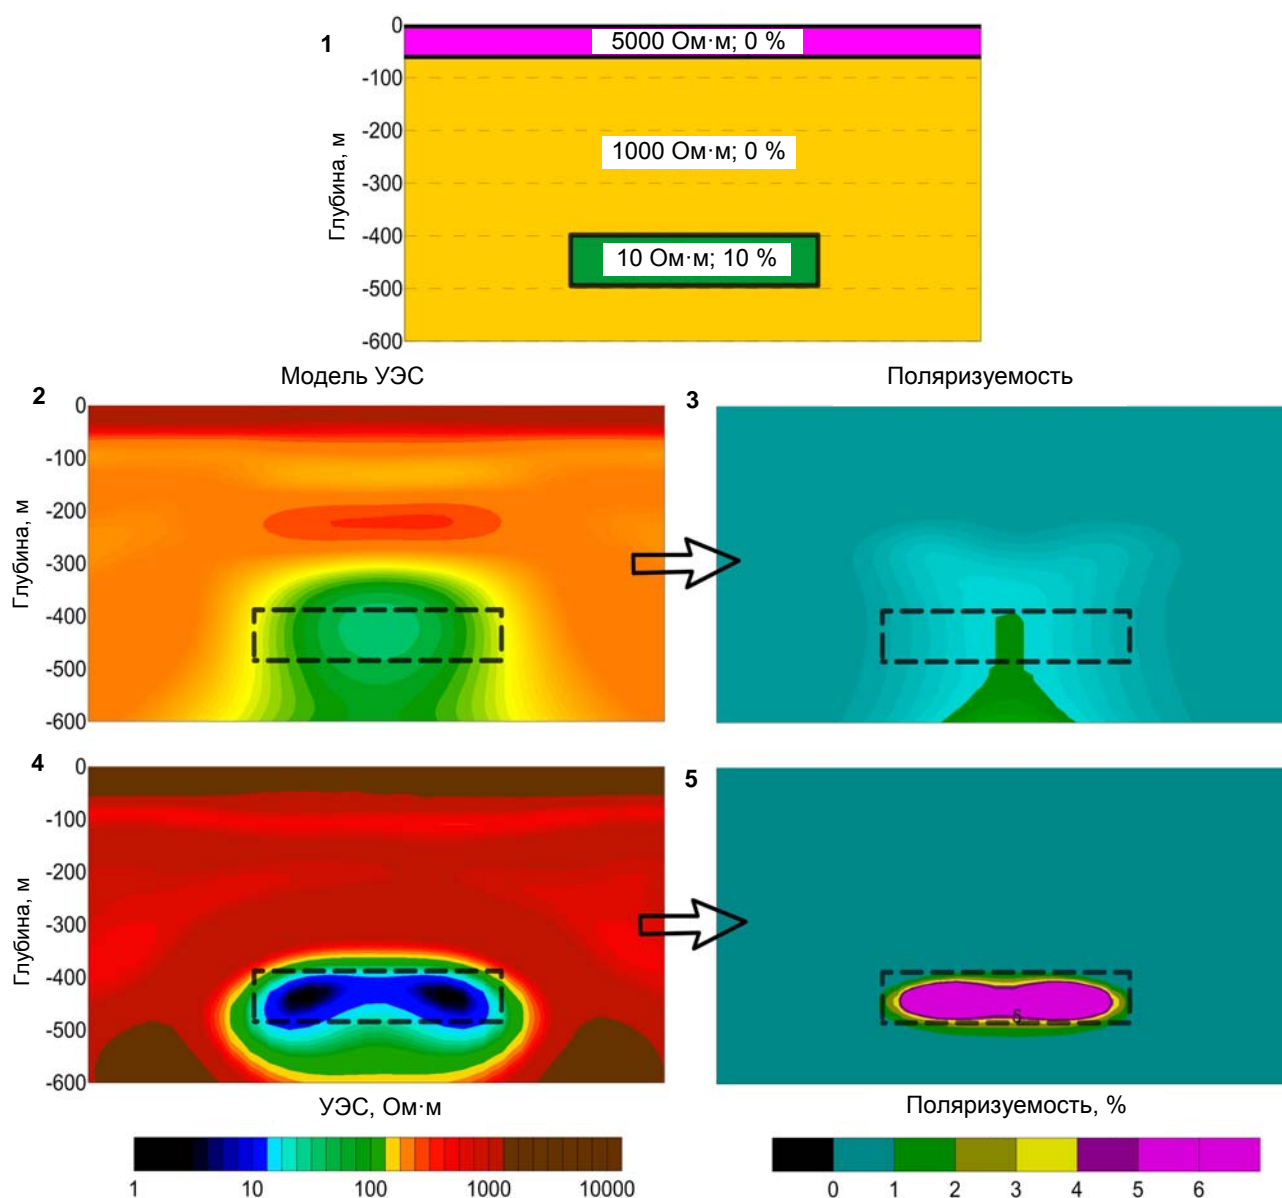 1
0
-100
-200
-300
-400
-500
-600
Глубина, м
5000 Ом·м; 0 %
1000 Ом·м; 0 %
10 Ом·м; 10 %
Модель УЭС
Поляризуемость
2
0
-100
-200
-300
-400
-500
-600
Глубина, м
3
4
0
-100
-200
-300
-400
-500
-600
Глубина, м
5
5
УЭС, Ом·м
Поляризуемость, %
1 10 100 1000 10000
0 1 2 3 4 5 6